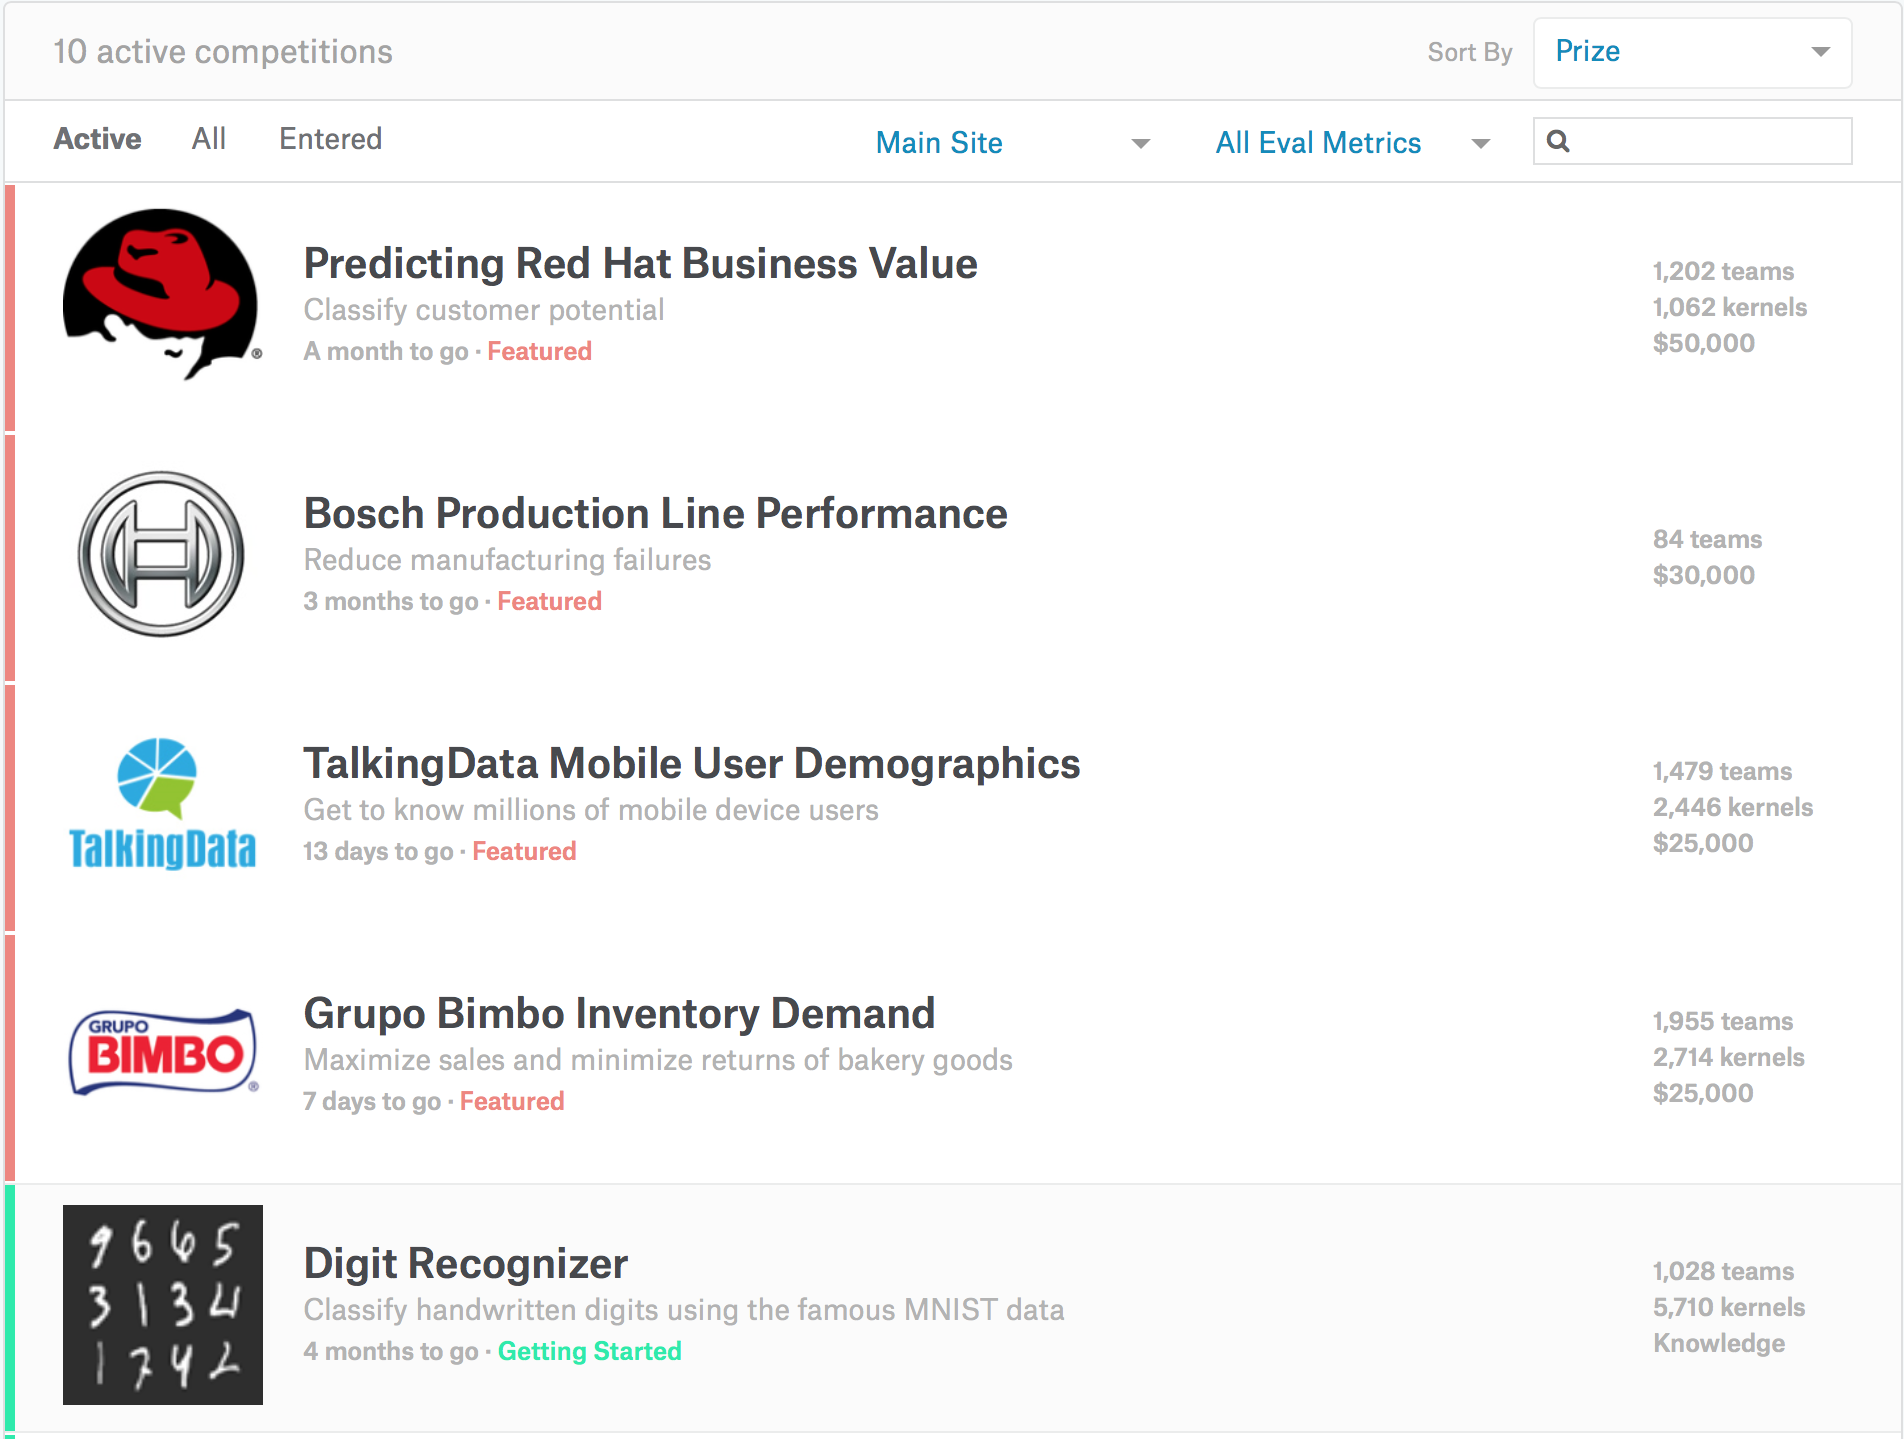 10 active competitions
Sort By
Prize
Active
All
Entered
Main Site
All Eval Metrics
Predicting Red Hat Business Value
Classify customer potential
A month to go · Featured
1,202 teams
1,062 kernels
$50,000
®
Bosch Production Line Performance
Reduce manufacturing failures
3 months to go · Featured
84 teams
$30,000
TalkingData
TalkingData Mobile User Demographics
Get to know millions of mobile device users
13 days to go · Featured
1,479 teams
2,446 kernels
$25,000
GRUPO
BIMBO
®
Grupo Bimbo Inventory Demand
Maximize sales and minimize returns of bakery goods
7 days to go · Featured
1,955 teams
2,714 kernels
$25,000
9 6 6 5
3 1 3 4
1 7 4 2
Digit Recognizer
Classify handwritten digits using the famous MNIST data
4 months to go · Getting Started
1,028 teams
5,710 kernels
Knowledge